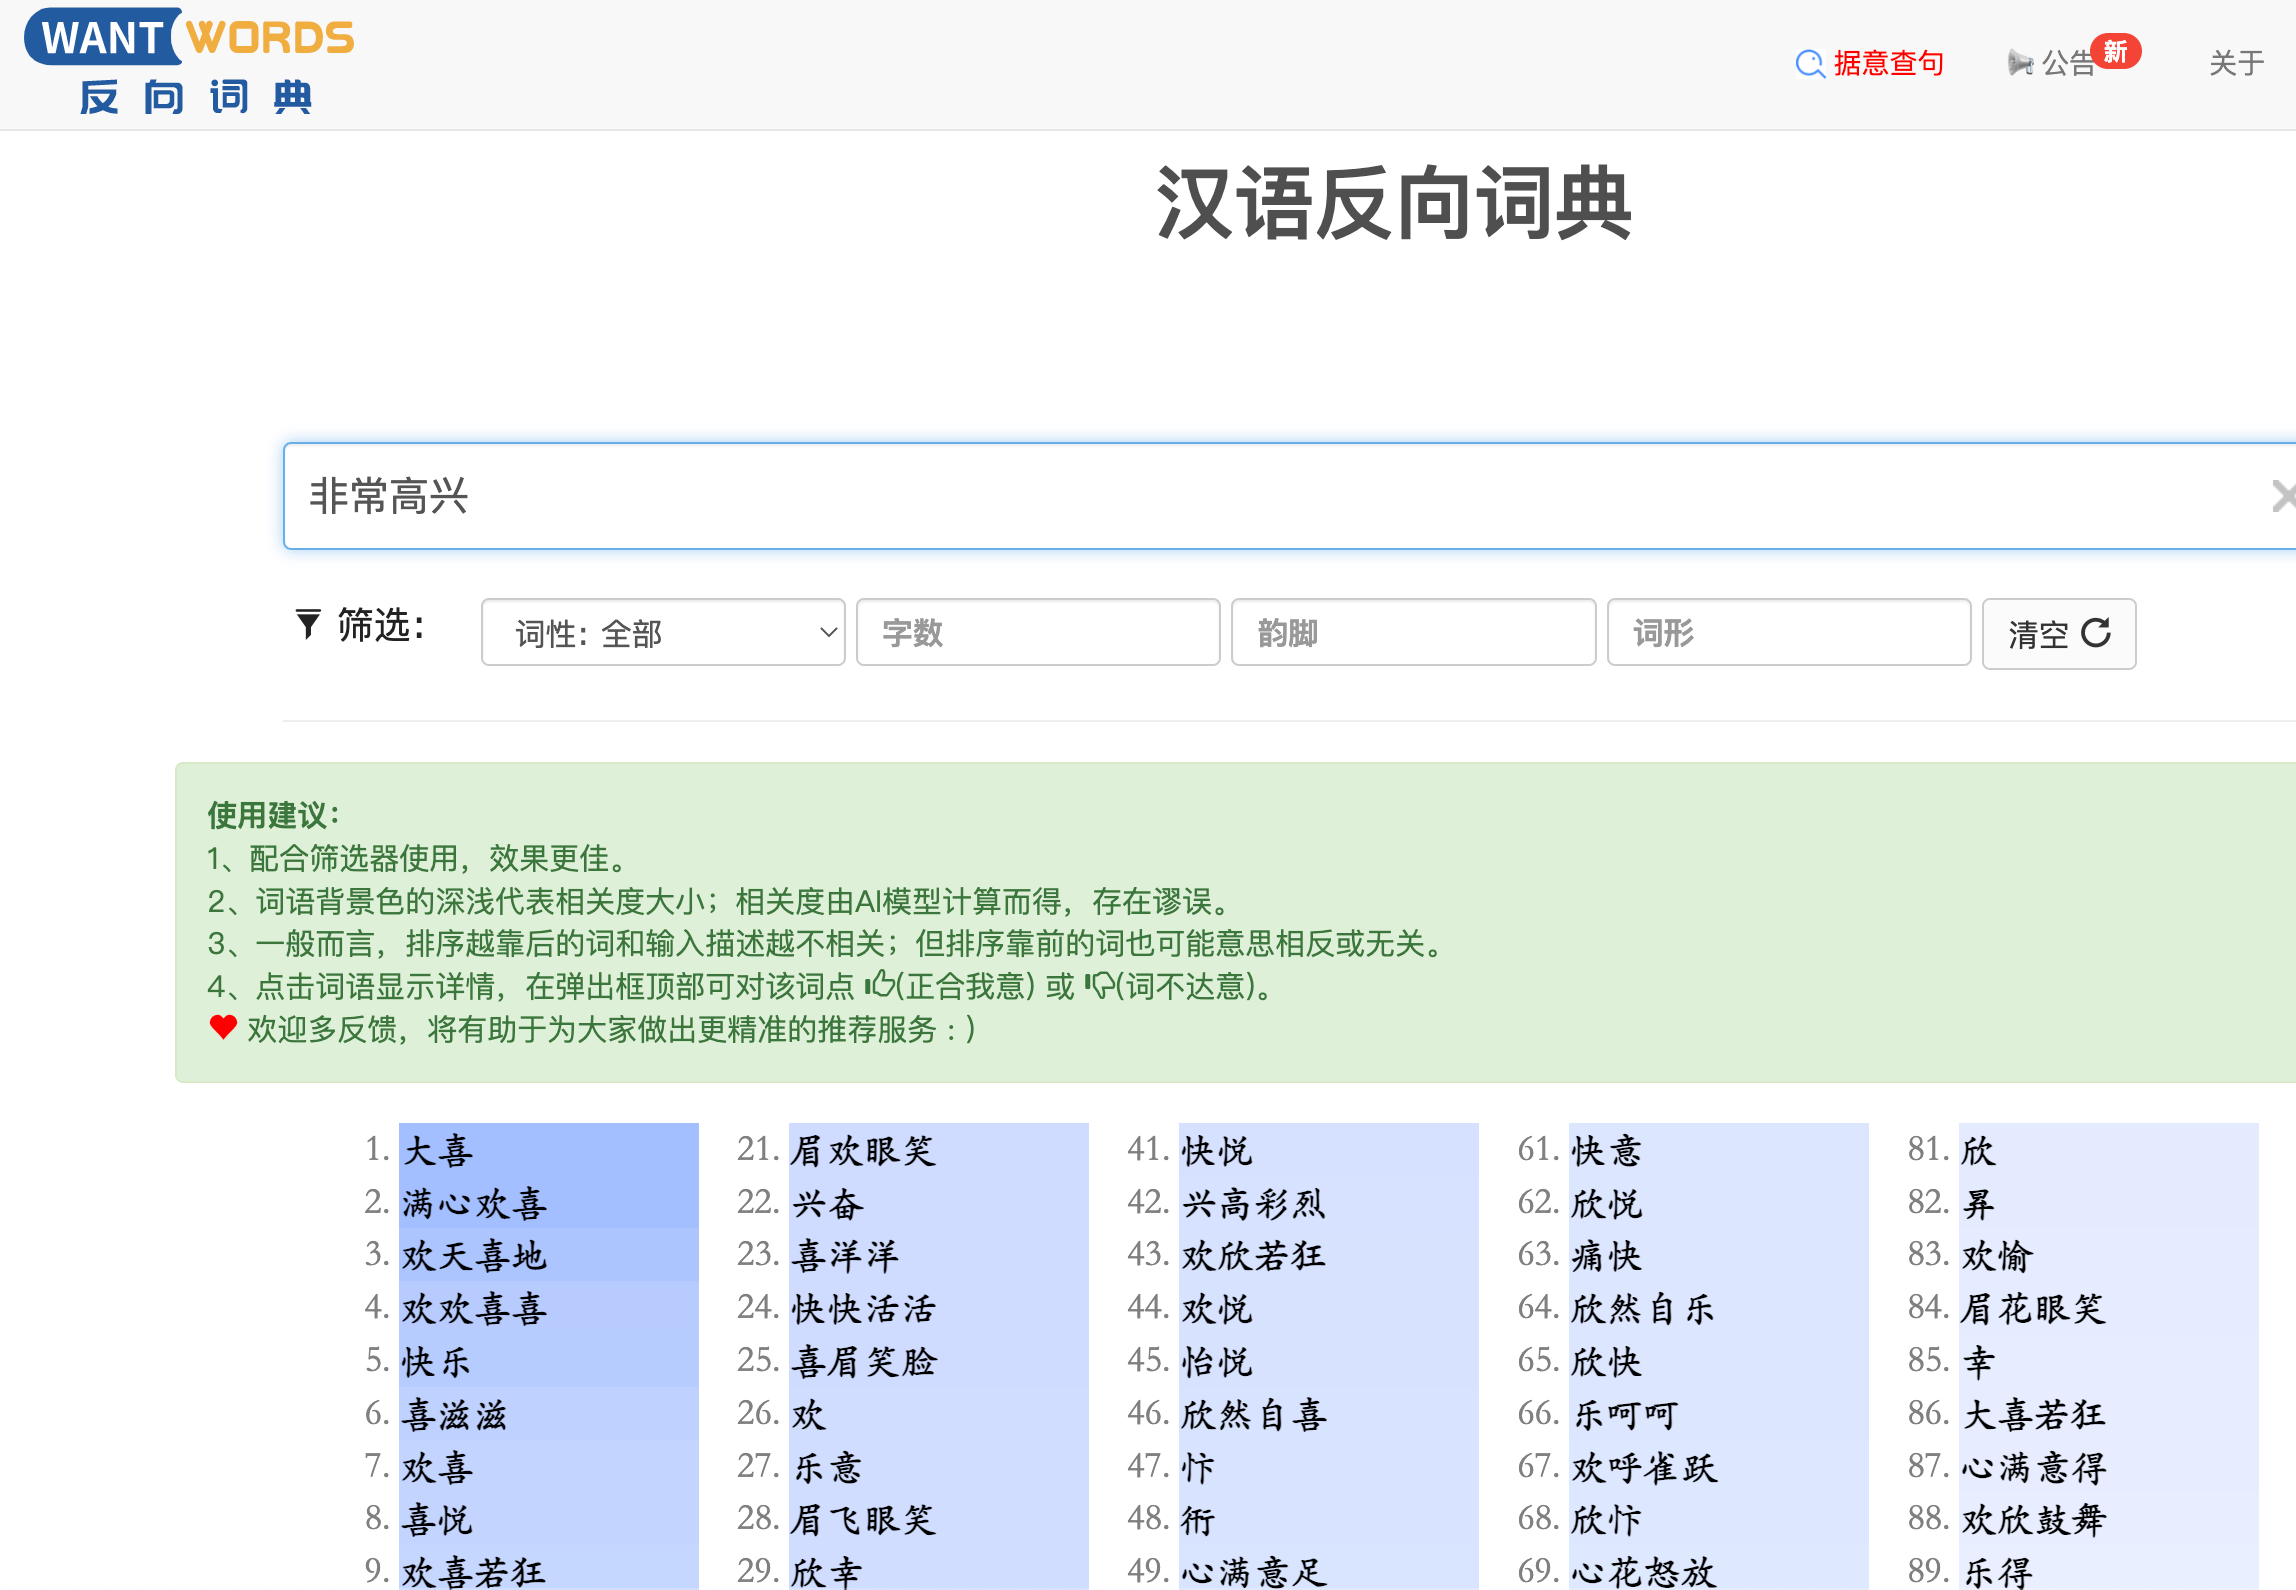 WANT WORDS
反向词典
据意查句
公告 新
关于
汉语反向词典
非常高兴
筛选：
词性：全部
字数
韵脚
词形
清空
使用建议：
1、配合筛选器使用，效果更佳。
2、词语背景色的深浅代表相关度大小；相关度由AI模型计算而得，存在谬误。
3、一般而言，排序越靠后的词和输入描述越不相关；但排序靠前的词也可能意思相反或无关。
4、点击词语显示详情，在弹出框顶部可对该词点 (正合我意) 或 (词不达意)。
欢迎多反馈，将有助于为大家做出更精准的推荐服务 : )
1. 大喜
2. 满心欢喜
3. 欢天喜地
4. 欢欢喜喜
5. 快乐
6. 喜滋滋
7. 欢喜
8. 喜悦
9. 欢喜若狂
21. 眉欢眼笑
22. 兴奋
23. 喜洋洋
24. 快快活活
25. 喜眉笑脸
26. 欢
27. 乐意
28. 眉飞眼笑
29. 欣幸
41. 快悦
42. 兴高彩烈
43. 欢欣若狂
44. 欢悦
45. 怡悦
46. 欣然自喜
47. 忭
48. 衎
49. 心满意足
61. 快意
62. 欣悦
63. 痛快
64. 欣然自乐
65. 欣快
66. 乐呵呵
67. 欢呼雀跃
68. 欣忭
69. 心花怒放
81. 欣
82. 昪
83. 欢愉
84. 眉花眼笑
85. 幸
86. 大喜若狂
87. 心满意得
88. 欢欣鼓舞
89. 乐得